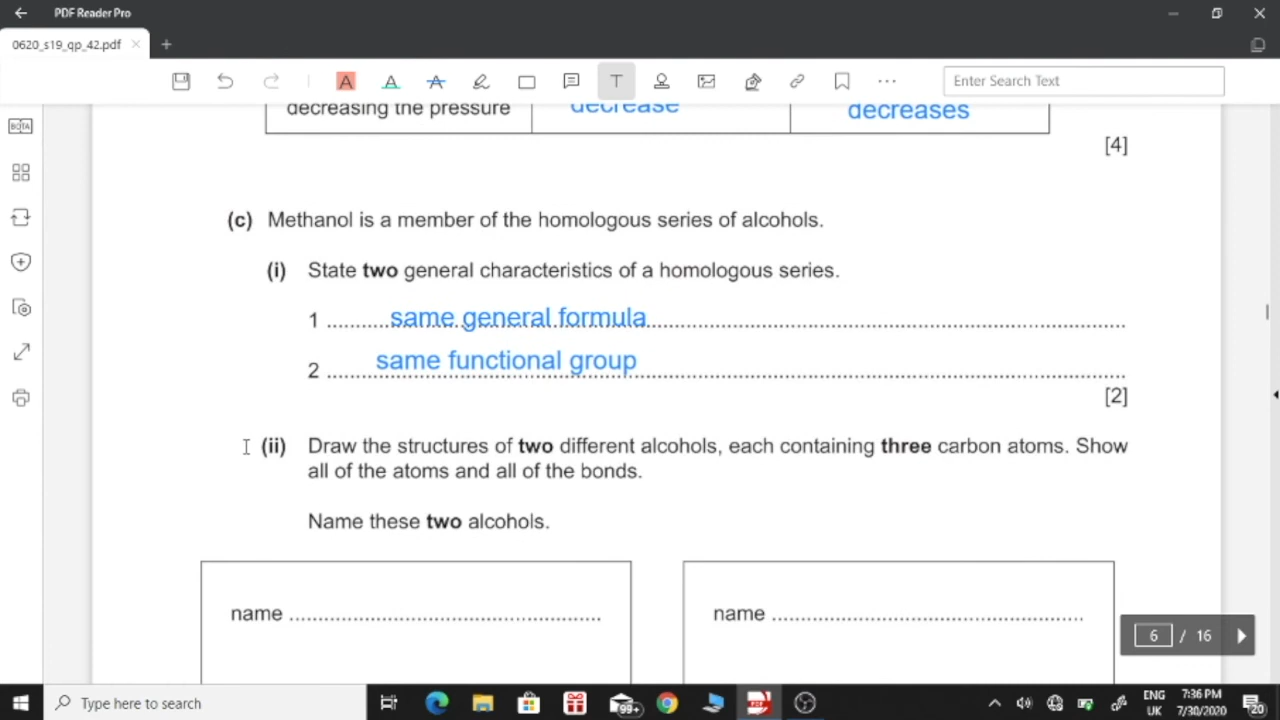 PDF Reader Pro
0620_s19_qp_42.pdf
Enter Search Text
decreasing the pressure decrease decreases
[4]
(c) Methanol is a member of the homologous series of alcohols.
(i) State two general characteristics of a homologous series.
1 same general formula
2 same functional group
[2]
(ii) Draw the structures of two different alcohols, each containing three carbon atoms. Show
all of the atoms and all of the bonds.
Name these two alcohols.
name ........................................... name ...........................................
6 / 16
Type here to search
99+
ENG 7:36 PM
UK 7/30/2020
20